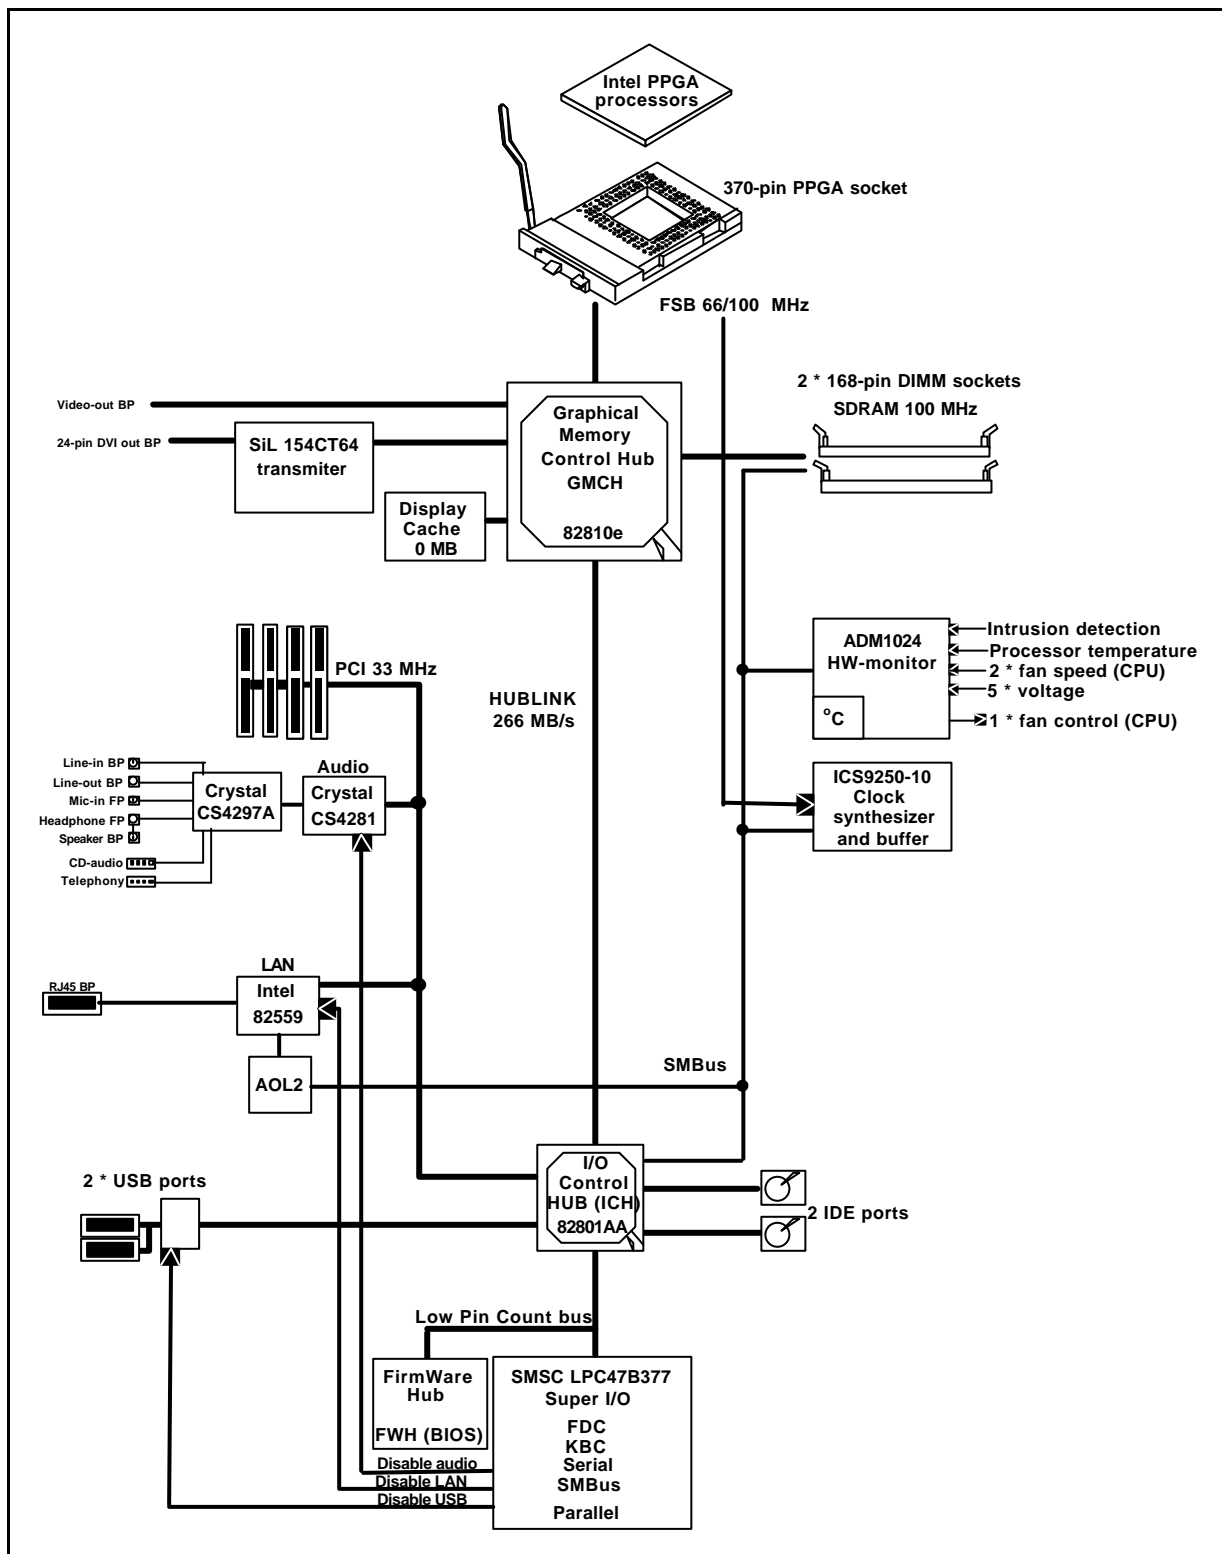 Intel PPGA
processors
370-pin PPGA socket
FSB 66/100 MHz
2 * 168-pin DIMM sockets
SDRAM 100 MHz
Video-out BP
24-pin DVI out BP
SiL 154CT64
transmiter
Graphical
Memory
Control Hub
GMCH
82810e
Display
Cache
0 MB
PCI 33 MHz
HUBLINK
266 MB/s
ADM1024
HW-monitor
°C
Intrusion detection
Processor temperature
2 * fan speed (CPU)
5 * voltage
1 * fan control (CPU)
Line-in BP
Line-out BP
Mic-in FP
Headphone FP
Speaker BP
CD-audio
Telephony
Crystal
CS4297A
Audio
Crystal
CS4281
ICS9250-10
Clock
synthesizer
and buffer
LAN
Intel
82559
RJ45 BP
AOL2
SMBus
2 * USB ports
I/O
Control
HUB (ICH)
82801AA
2 IDE ports
Low Pin Count bus
FirmWare
Hub
FWH (BIOS)
SMSC LPC47B377
Super I/O
FDC
KBC
Serial
SMBus
Parallel
Disable audio
Disable LAN
Disable USB